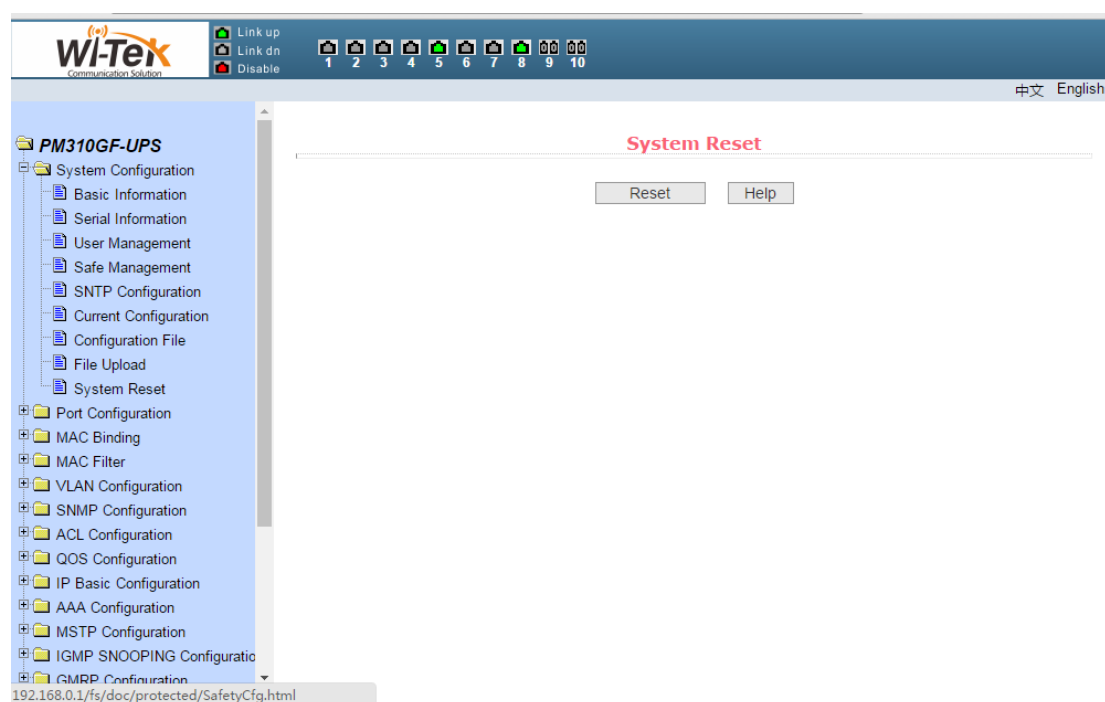 WI-TeK
Communication Solution
Link up
Link dn
Disable
1 2 3 4 5 6 7 8 9 10
中文 English
PM310GF-UPS
System Configuration
Basic Information
Serial Information
User Management
Safe Management
SNTP Configuration
Current Configuration
Configuration File
File Upload
System Reset
Port Configuration
MAC Binding
MAC Filter
VLAN Configuration
SNMP Configuration
ACL Configuration
QOS Configuration
IP Basic Configuration
AAA Configuration
MSTP Configuration
IGMP SNOOPING Configuratio
GMRP Configuration
System Reset
Reset Help
192.168.0.1/fs/doc/protected/SafetyCfg.html